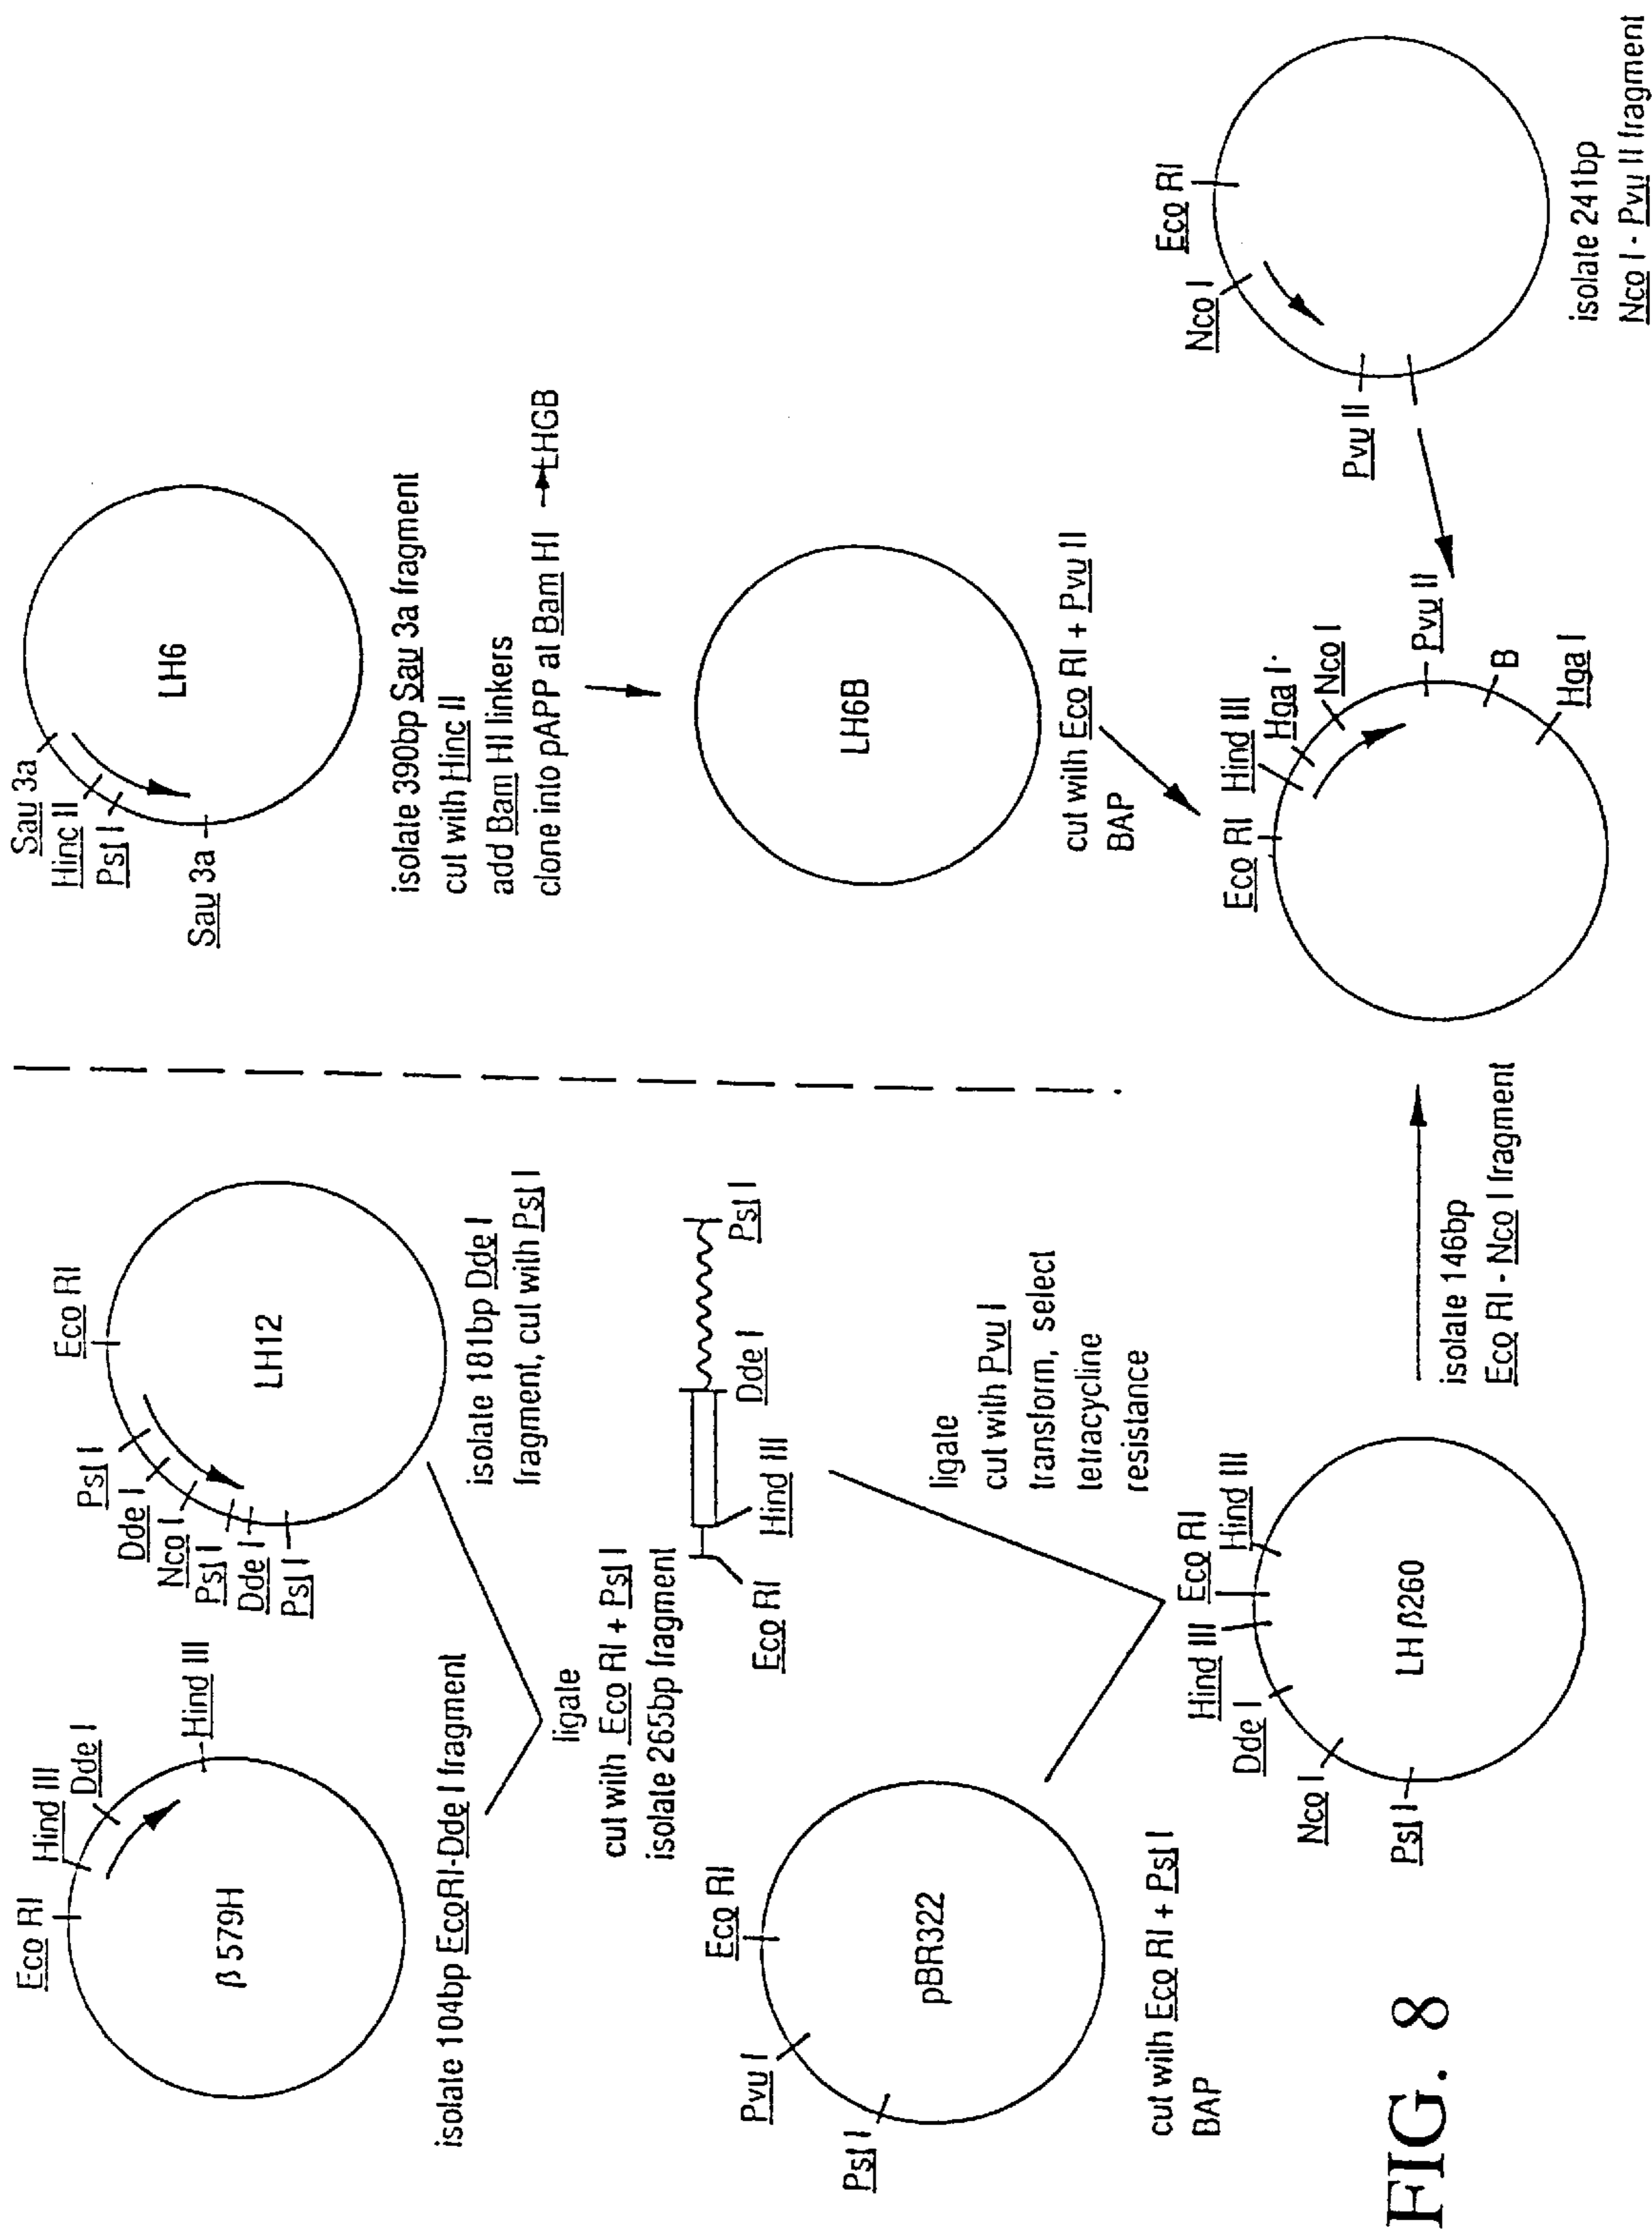 Eco RI
Hind III
Dde I
Hind III
β 579H
isolate 104bp EcoRI-Dde I fragment
Eco RI
Pst I
Dde I
Nco I
Pst I
Dde I
Pst I
LH12
isolate 181bp Dde I
fragment, cut with Pst I
ligate
cut with Eco RI + Pst I
isolate 265bp fragment
Eco RI
Hind III
Dde I
Pst I
Eco RI
Pvu I
Pst I
pBR322
cut with Eco RI + Pst I
BAP
ligate
cut with Pvu I
transform, select
tetracycline
resistance
Hind III
Eco RI
Hind III
Dde I
Nco I
Pst I
LH β260
isolate 146bp
Eco RI - Nco I fragment
Sau 3a
Hinc II
Pst I
Sau 3a
LH6
isolate 390bp Sau 3a fragment
cut with Hinc II
add Bam HI linkers
clone into pAPP at Bam HI → LHGB
LH6B
cut with Eco RI + Pvu II
BAP
Eco RI
Hind III
Hga I
Nco I
Pvu II
B
Hga I
Eco RI
Nco I
Pvu II
isolate 241bp
Nco I - Pvu II fragment
FIG. 8